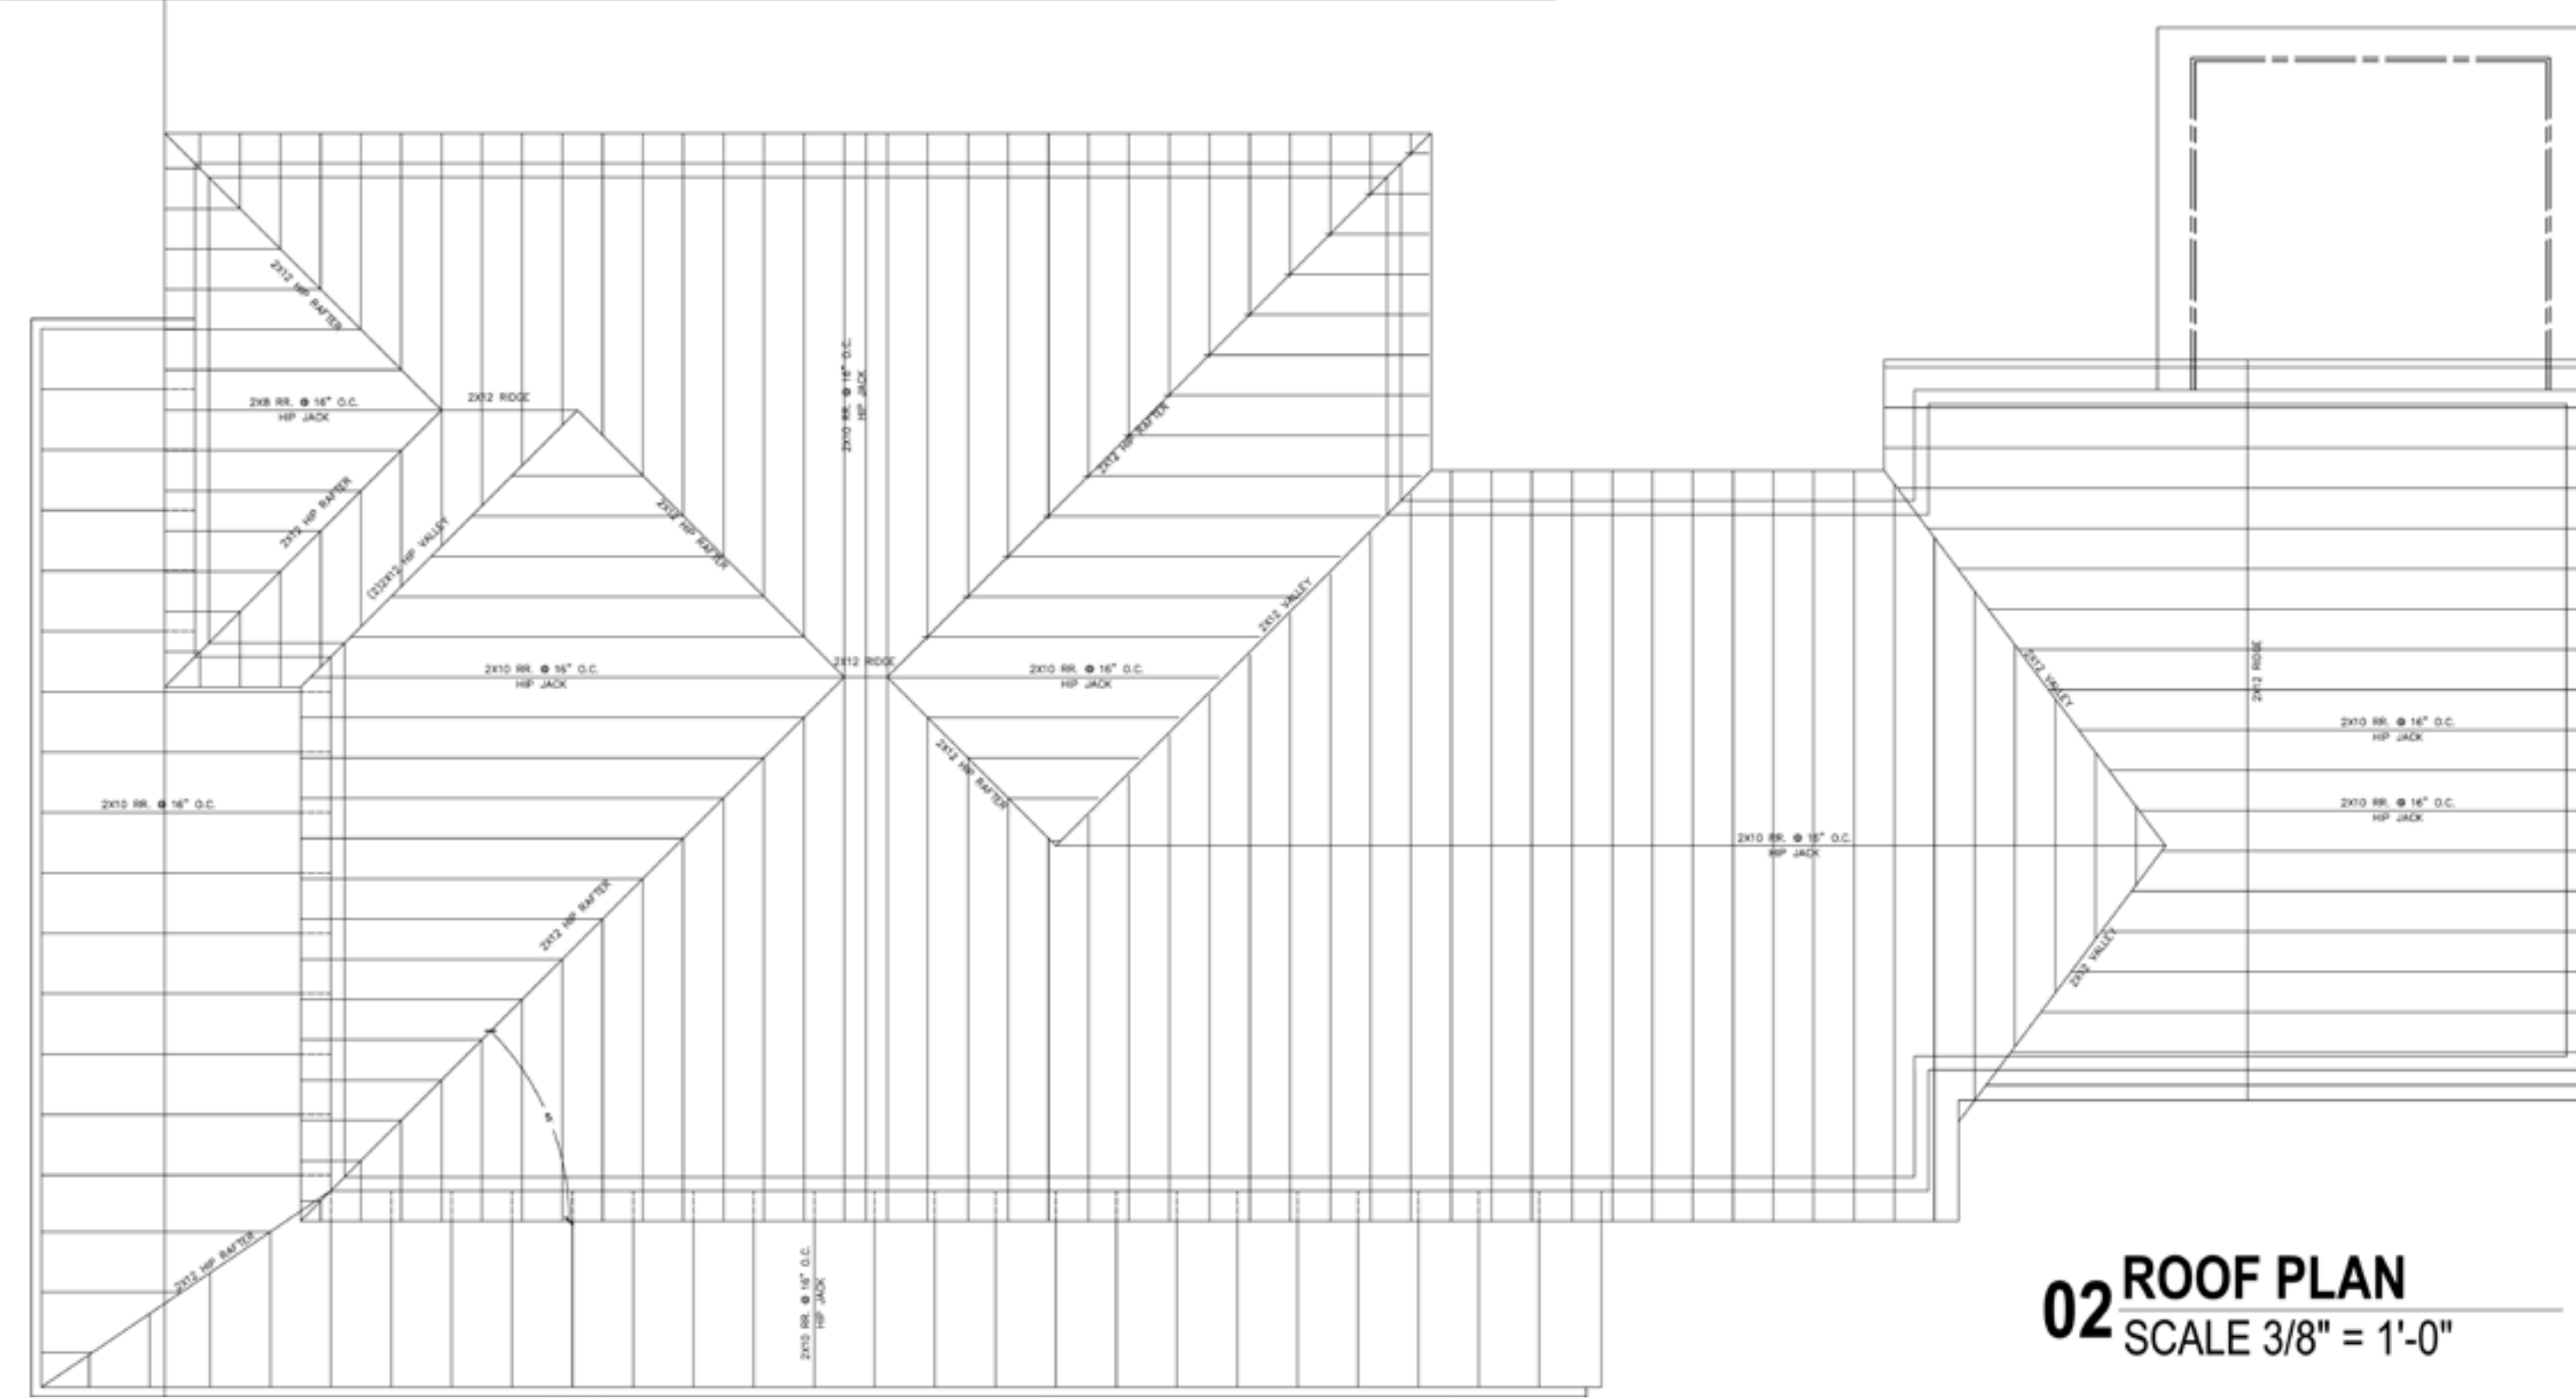 2X12 HIP RAFTER
2X8 RR. @ 16" O.C.
HIP JACK
2X12 RIDGE
2X12 HIP RAFTER
(2)2X12 HIP VALLEY
2X12 HIP RAFTER
2X10 RR. @ 16" O.C.
HIP JACK
2X12 HIP RAFTER
2X12 VALLEY
2X10 RR. @ 16" O.C.
HIP JACK
2X12 RIDGE
2X10 RR. @ 16" O.C.
HIP JACK
2X12 HIP RAFTER
2X12 VALLEY
2X12 RIDGE
2X10 RR. @ 16" O.C.
HIP JACK
2X10 RR. @ 16" O.C.
HIP JACK
2X10 RR. @ 16" O.C.
2X10 RR. @ 16" O.C.
HIP JACK
2X12 HIP RAFTER
2X12 VALLEY
2X12 HIP RAFTER
2X10 RR. @ 16" O.C.
HIP JACK
02
ROOF PLAN
SCALE 3/8" = 1'-0"